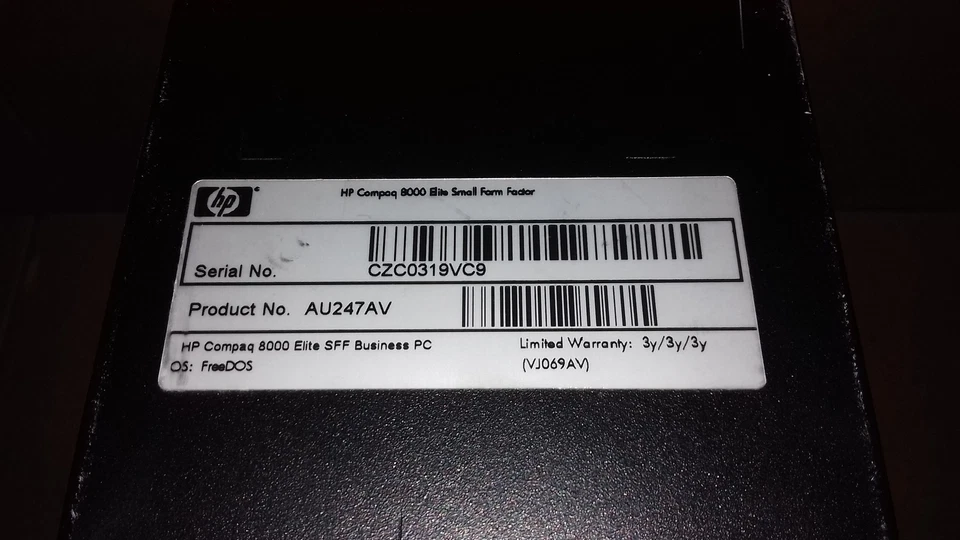 hp
HP Compaq 8000 Elite Small Form Factor
Serial No. CZC0319VC9
Product No. AU247AV
HP Compaq 8000 Elite SFF Business PC Limited Warranty: 3y/3y/3y
OS: FreeDOS (VJ069AV)